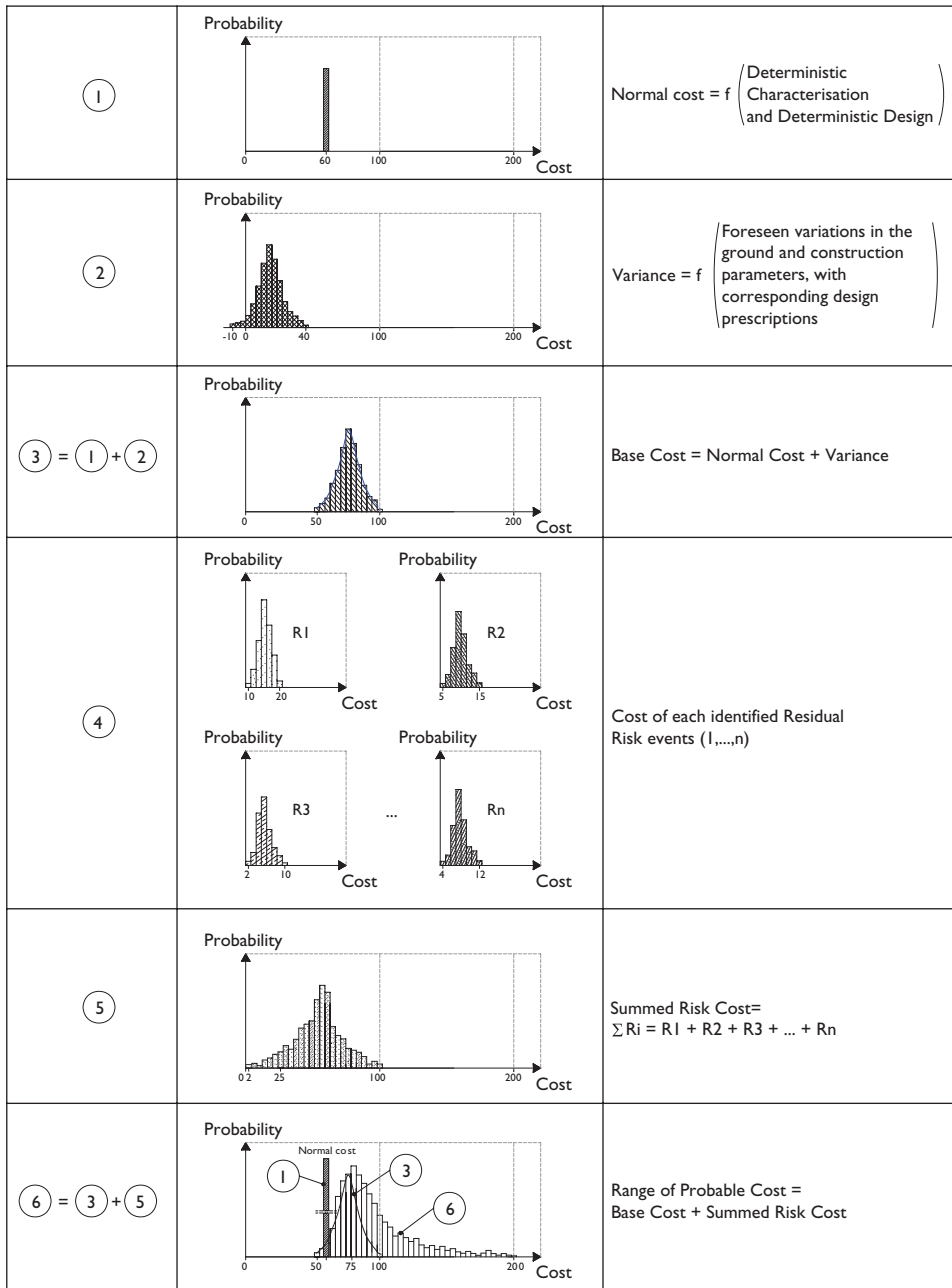 1
Probability
0
60
100
200
Cost
Normal cost = f
Deterministic
Characterisation
and Deterministic Design
2
Probability
-10
0
40
100
200
Cost
Variance = f
Foreseen variations in the
ground and construction
parameters, with
corresponding design
prescriptions
3 = 1 + 2
Probability
0
50
100
200
Cost
Base Cost = Normal Cost + Variance
4
Probability
R1
10
20
Cost
Probability
R2
5
15
Cost
Probability
R3
2
10
Cost
...
Probability
Rn
4
12
Cost
Cost of each identified Residual
Risk events (1,...,n)
5
Probability
0 2
25
100
200
Cost
Summed Risk Cost=
∑Ri = R1 + R2 + R3 + ... + Rn
6 = 3 + 5
Probability
Normal cost
1
3
6
0
50
75
100
200
Cost
Range of Probable Cost =
Base Cost + Summed Risk Cost